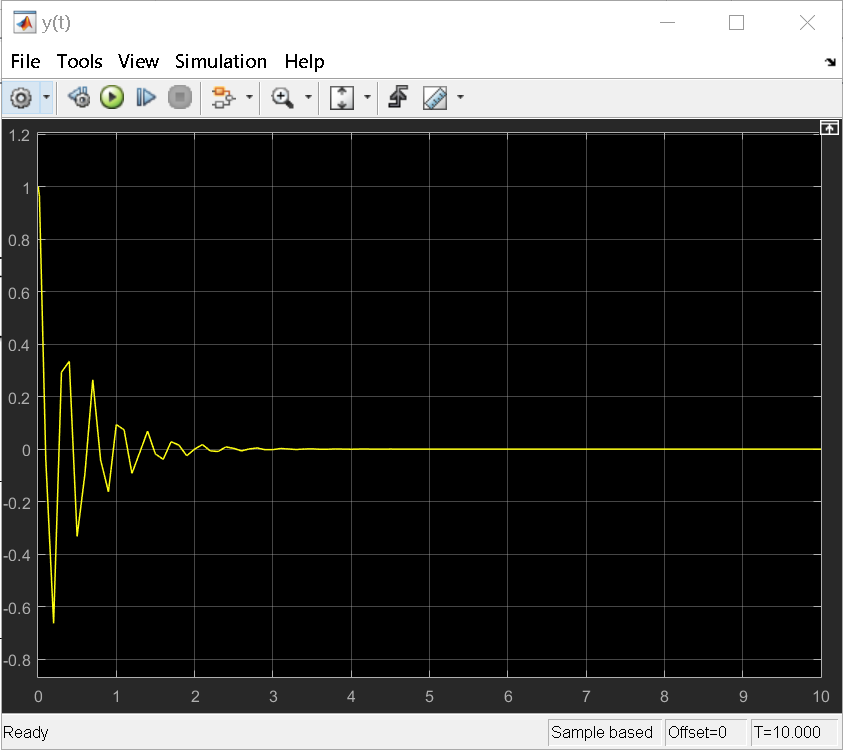 y(t)
File Tools View Simulation Help
1.2
1
0.8
0.6
0.4
0.2
0
-0.2
-0.4
-0.6
-0.8
0 1 2 3 4 5 6 7 8 9 10
Ready Sample based Offset=0 T=10.000